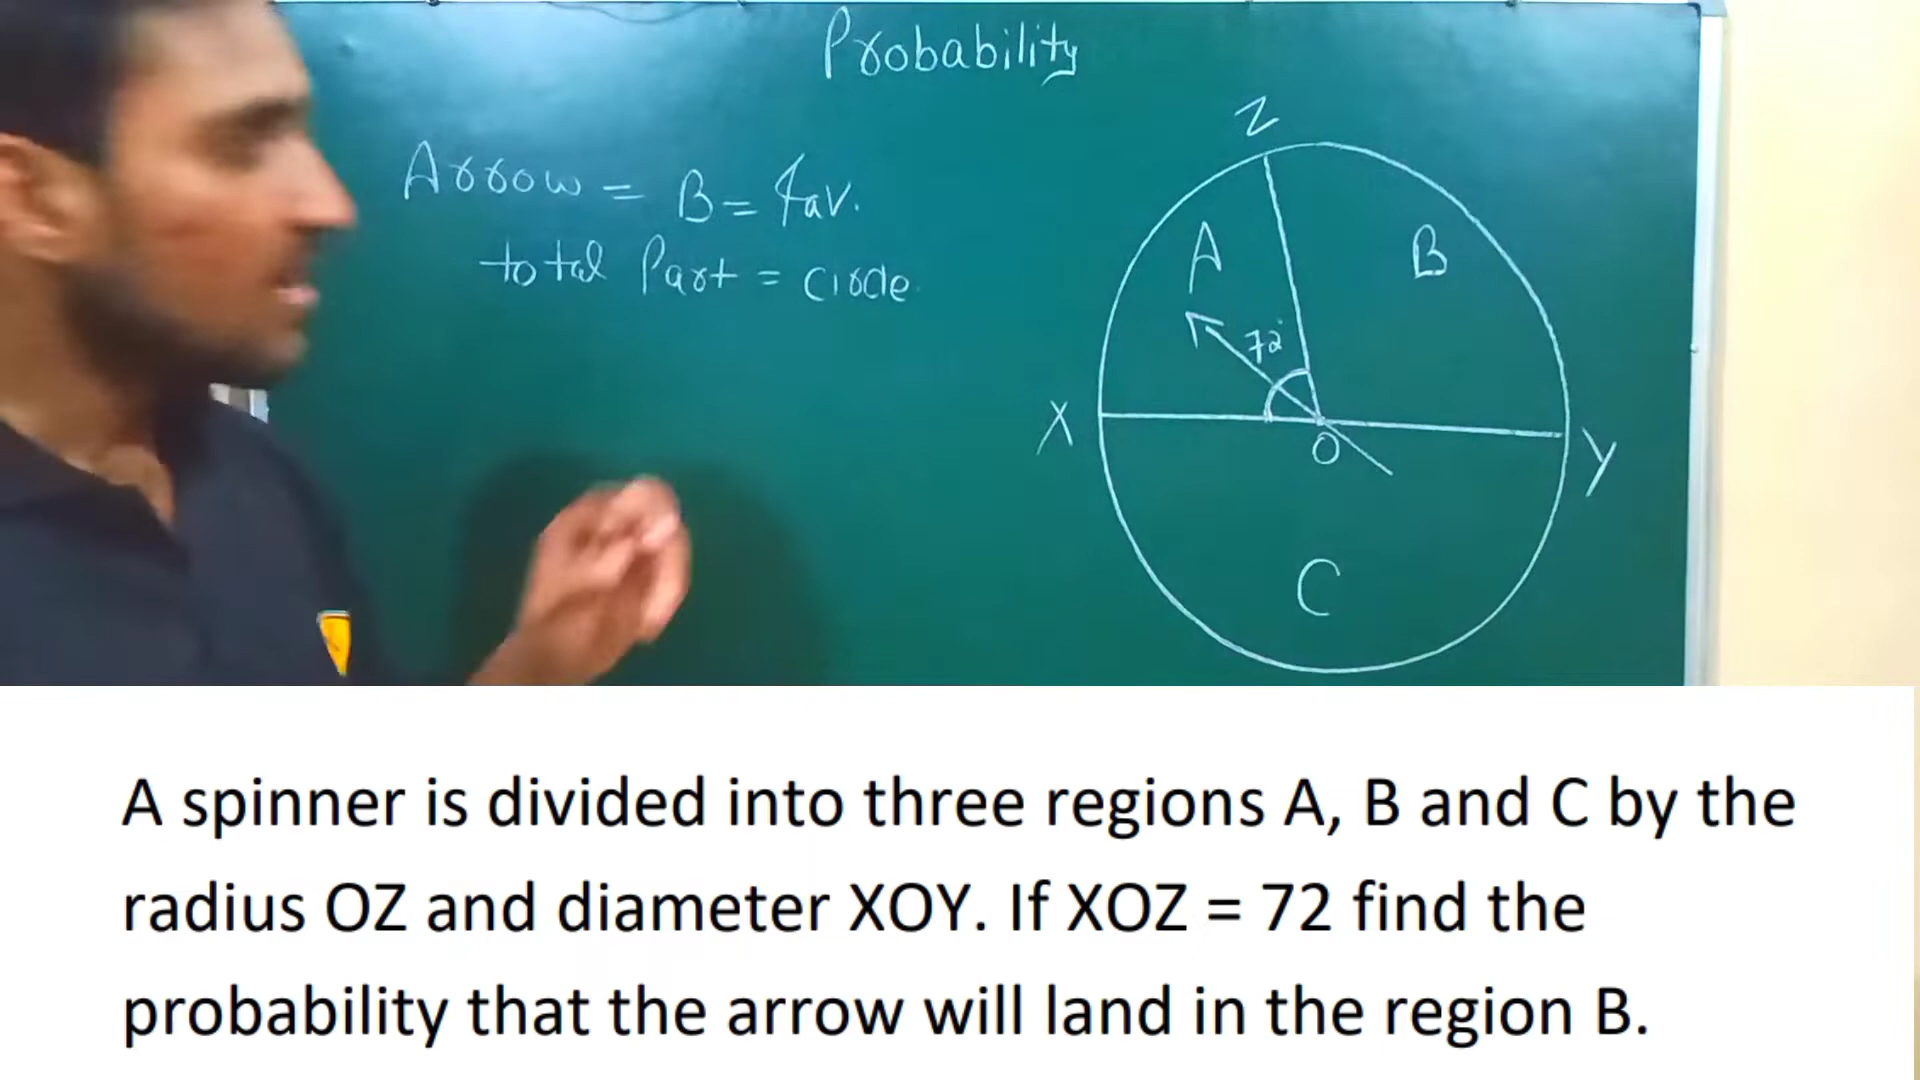 Probability
Arrow = B = fav.
total Part = circle
Z
A
B
72°
X
O
Y
C
A spinner is divided into three regions A, B and C by the
radius OZ and diameter XOY. If XOZ = 72 find the
probability that the arrow will land in the region B.